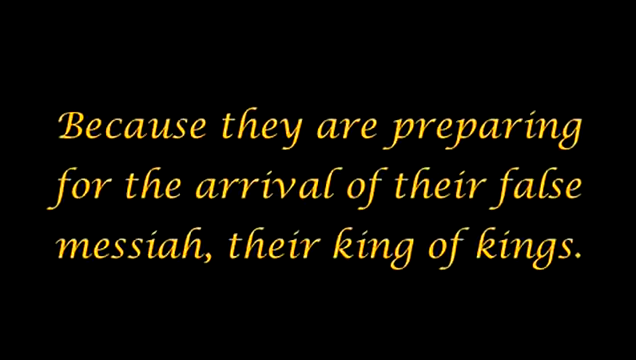 Because they are preparing
for the arrival of their false
messiah, their king of kings.